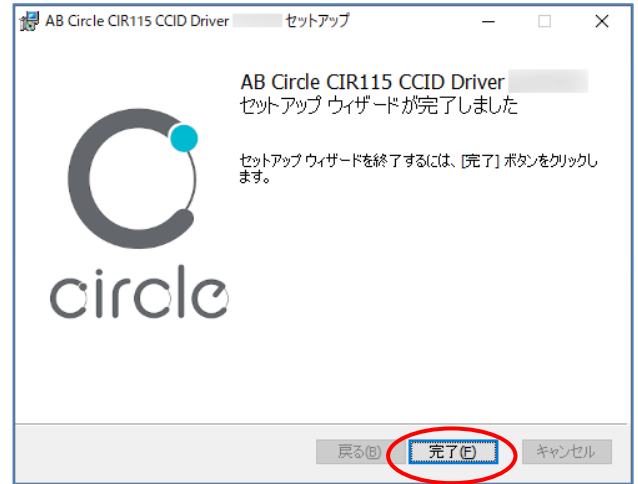 AB Circle CIR115 CCID Driver セットアップ
AB Circle CIR115 CCID Driver
セットアップ ウィザードが完了しました
セットアップ ウィザードを終了するには、[完了] ボタンをクリックし
ます。
circle
戻る(B)
完了(F)
キャンセル